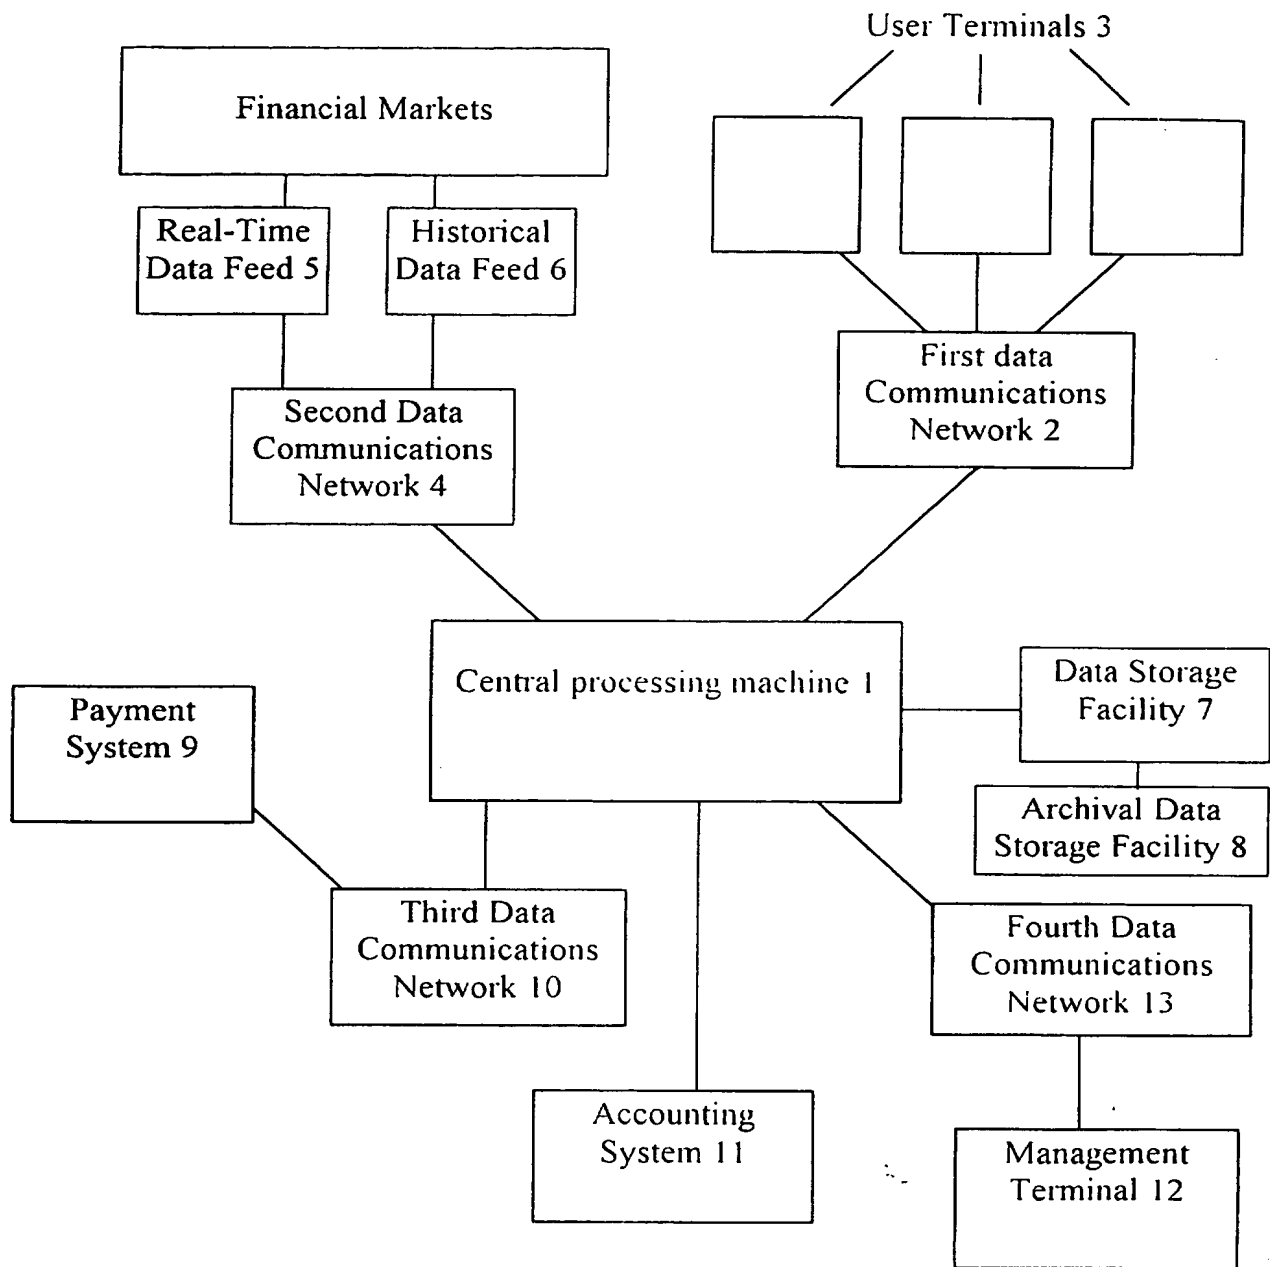 User Terminals 3
Financial Markets
Real-Time
Data Feed 5
Historical
Data Feed 6
First data
Communications
Network 2
Second Data
Communications
Network 4
Central processing machine 1
Data Storage
Facility 7
Payment
System 9
Archival Data
Storage Facility 8
Third Data
Communications
Network 10
Fourth Data
Communications
Network 13
Accounting
System 11
Management
Terminal 12